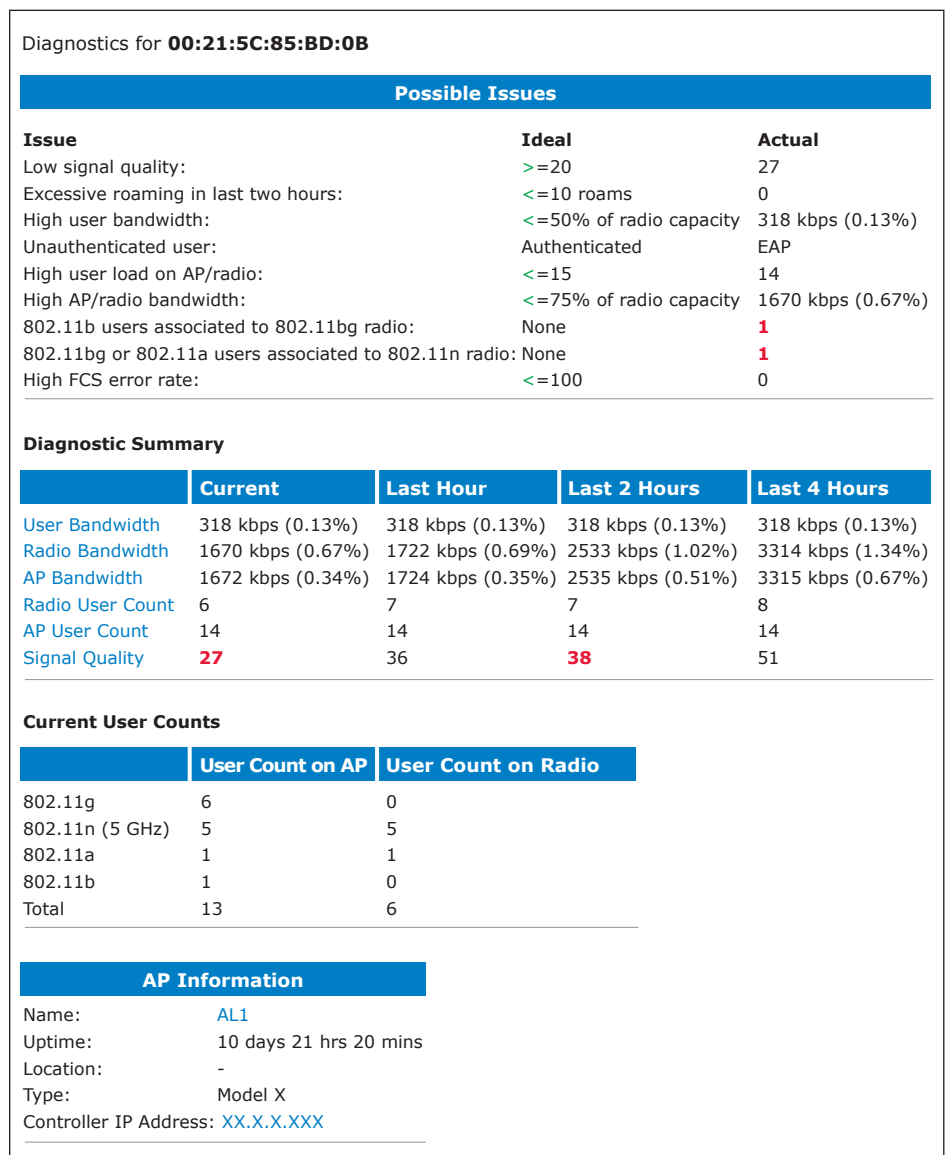 Diagnostics for 00:21:5C:85:BD:0B
Possible Issues
Issue Ideal Actual
Low signal quality: >=20 27
Excessive roaming in last two hours: <=10 roams 0
High user bandwidth: <=50% of radio capacity 318 kbps (0.13%)
Unauthenticated user: Authenticated EAP
High user load on AP/radio: <=15 14
High AP/radio bandwidth: <=75% of radio capacity 1670 kbps (0.67%)
802.11b users associated to 802.11bg radio: None 1
802.11bg or 802.11a users associated to 802.11n radio: None 1
High FCS error rate: <=100 0
Diagnostic Summary
Current Last Hour Last 2 Hours Last 4 Hours
User Bandwidth 318 kbps (0.13%) 318 kbps (0.13%) 318 kbps (0.13%) 318 kbps (0.13%)
Radio Bandwidth 1670 kbps (0.67%) 1722 kbps (0.69%) 2533 kbps (1.02%) 3314 kbps (1.34%)
AP Bandwidth 1672 kbps (0.34%) 1724 kbps (0.35%) 2535 kbps (0.51%) 3315 kbps (0.67%)
Radio User Count 6 7 7 8
AP User Count 14 14 14 14
Signal Quality 27 36 38 51
Current User Counts
User Count on AP User Count on Radio
802.11g 6 0
802.11n (5 GHz) 5 5
802.11a 1 1
802.11b 1 0
Total 13 6
AP Information
Name: AL1
Uptime: 10 days 21 hrs 20 mins
Location: -
Type: Model X
Controller IP Address: XX.X.X.XXX